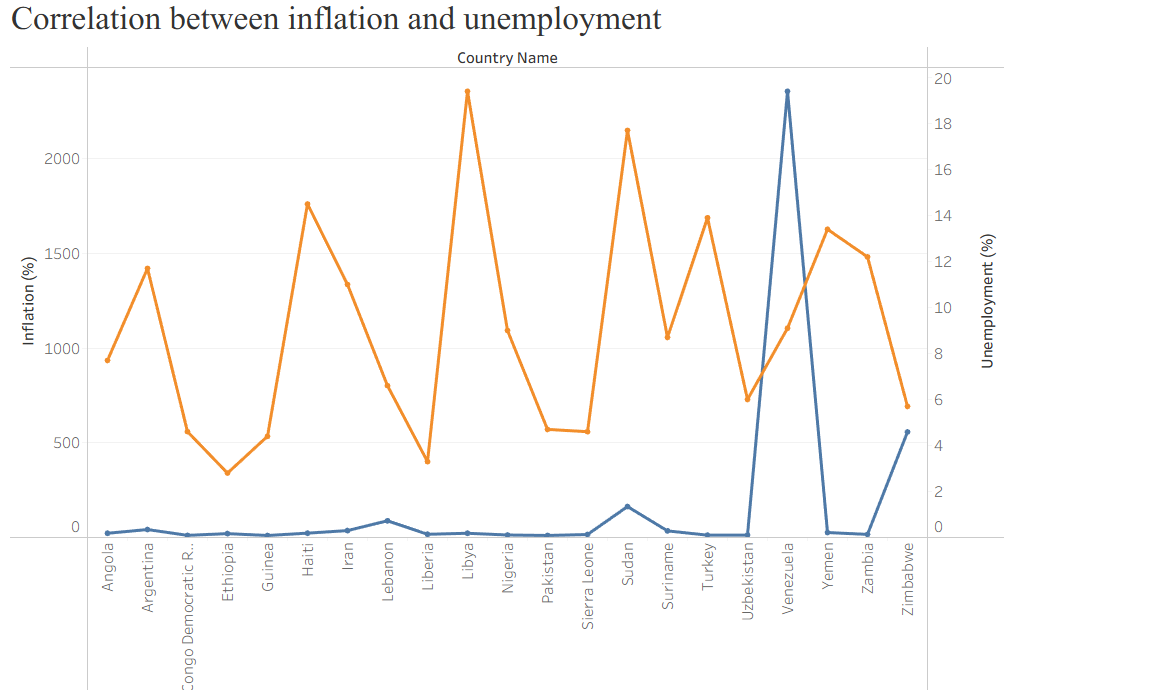 Correlation between inflation and unemployment
Country Name
Inflation (%)
2000
1500
1000
500
0
20
18
16
14
12
10
8
6
4
2
0
Unemployment (%)
Angola
Argentina
Congo Democratic R..
Ethiopia
Guinea
Haiti
Iran
Lebanon
Liberia
Libya
Nigeria
Pakistan
Sierra Leone
Sudan
Suriname
Turkey
Uzbekistan
Venezuela
Yemen
Zambia
Zimbabwe